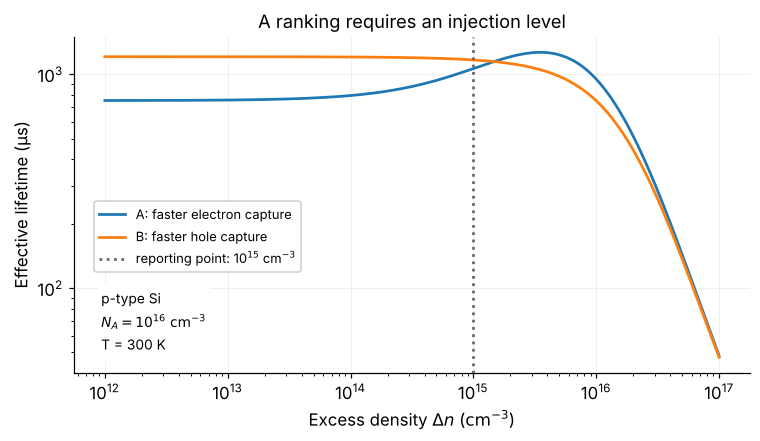 A ranking requires an injection level
Effective lifetime (µs)
10³
10²
A: faster electron capture
B: faster hole capture
reporting point: 10¹⁵ cm⁻³
p-type Si
N_A = 10¹⁶ cm⁻³
T = 300 K
10¹² 10¹³ 10¹⁴ 10¹⁵ 10¹⁶ 10¹⁷
Excess density Δn (cm⁻³)